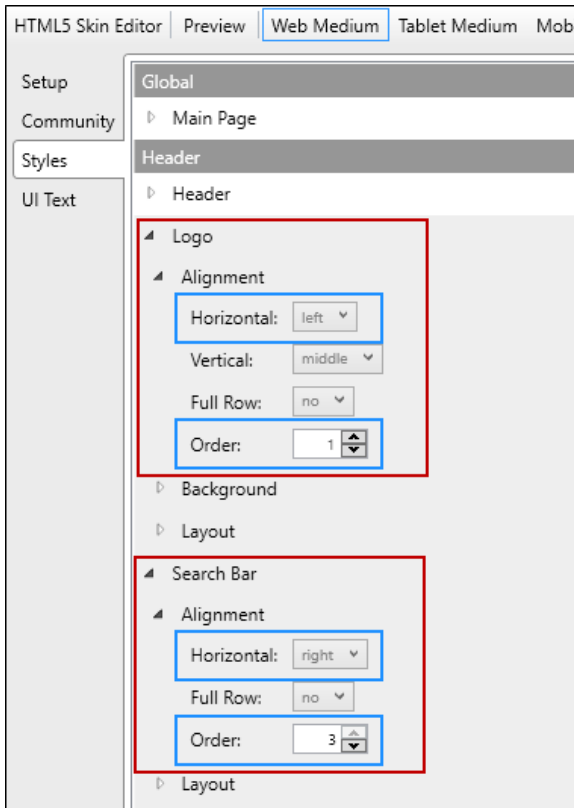 HTML5 Skin Editor Preview Web Medium Tablet Medium Mob
Setup
Community
Styles
UI Text
Global
Main Page
Header
Header
Logo
Alignment
Horizontal: left
Vertical: middle
Full Row: no
Order: 1
Background
Layout
Search Bar
Alignment
Horizontal: right
Full Row: no
Order: 3
Layout